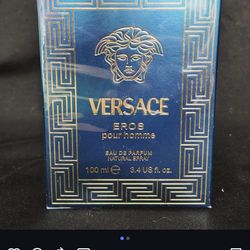 VERSACE
EROS
pour homme
EAU DE PARFUM
NATURAL SPRAY
100 ml ℮ 3.4 US fl. oz.